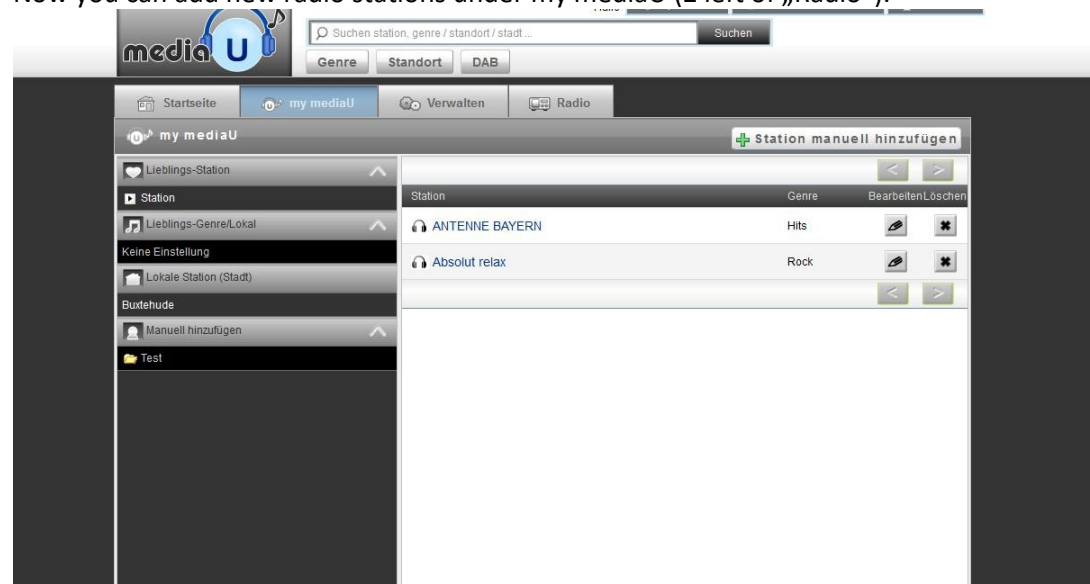 Now you can add new radio stations under my mediaU (2 left of „Radio“).
media U
Suchen station, genre / standort / stadt ...
Suchen
Genre Standort DAB
Startseite my mediaU Verwalten Radio
my mediaU
Station manuell hinzufügen
Lieblings-Station
< >
Station
Station Genre Bearbeiten Löschen
Lieblings-Genre/Lokal
ANTENNE BAYERN Hits
Keine Einstellung
Absolut relax Rock
Lokale Station (Stadt)
Buxtehude
< >
Manuell hinzufügen
Test